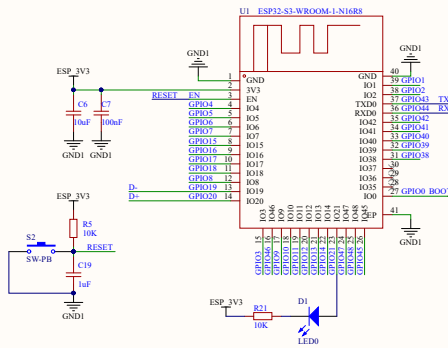 U1 ESP32-S3-WROOM-1-N16R8
GND1
GND1
ESP_3V3
1 GND GND 40
2 3V3 IO1 39 GPIO1
RESET EN 3 EN IO2 38 GPIO2
GPIO4 4 IO4 TXD0 37 GPIO43 TX
GPIO5 5 IO5 RXD0 36 GPIO44 RX
GPIO6 6 IO6 IO42 35 GPIO42
GPIO7 7 IO7 IO41 34 GPIO41
GPIO15 8 IO15 IO40 33 GPIO40
GPIO16 9 IO16 IO39 32 GPIO39
GPIO17 10 IO17 IO38 31 GPIO38
GPIO18 11 IO18 IO37 30
GPIO8 12 IO8 IO36 29
D- GPIO19 13 IO19 IO35 28
D+ GPIO20 14 IO20 IO0 27 GPIO0 BOOT
C6 C7
10uF 100nF
GND1 GND1
EP 41
GND1
IO3 IO46 IO9 IO10 IO11 IO12 IO13 IO14 IO21 IO47 IO48 IO45
15 16 17 18 19 20 21 22 23 24 25 26
GPIO3 GPIO46 GPIO9 GPIO10 GPIO11 GPIO12 GPIO13 GPIO14 GPIO21 GPIO47 GPIO48 GPIO45
ESP_3V3
R5
10K
S2 RESET
SW-PB
C19
1uF
GND1
ESP_3V3 R21 D1
10K LED0